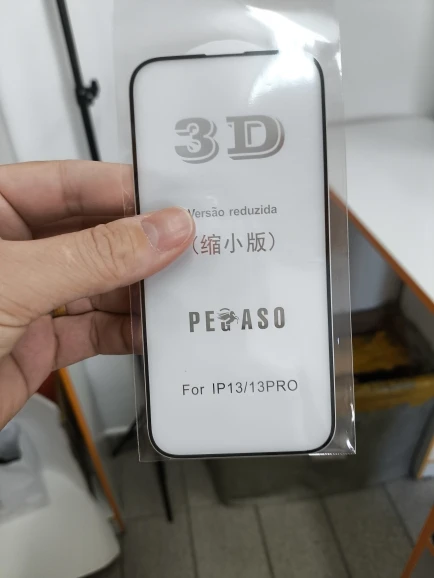 3D
Versão reduzida
（缩小版）
PEGASO
For IP13/13PRO